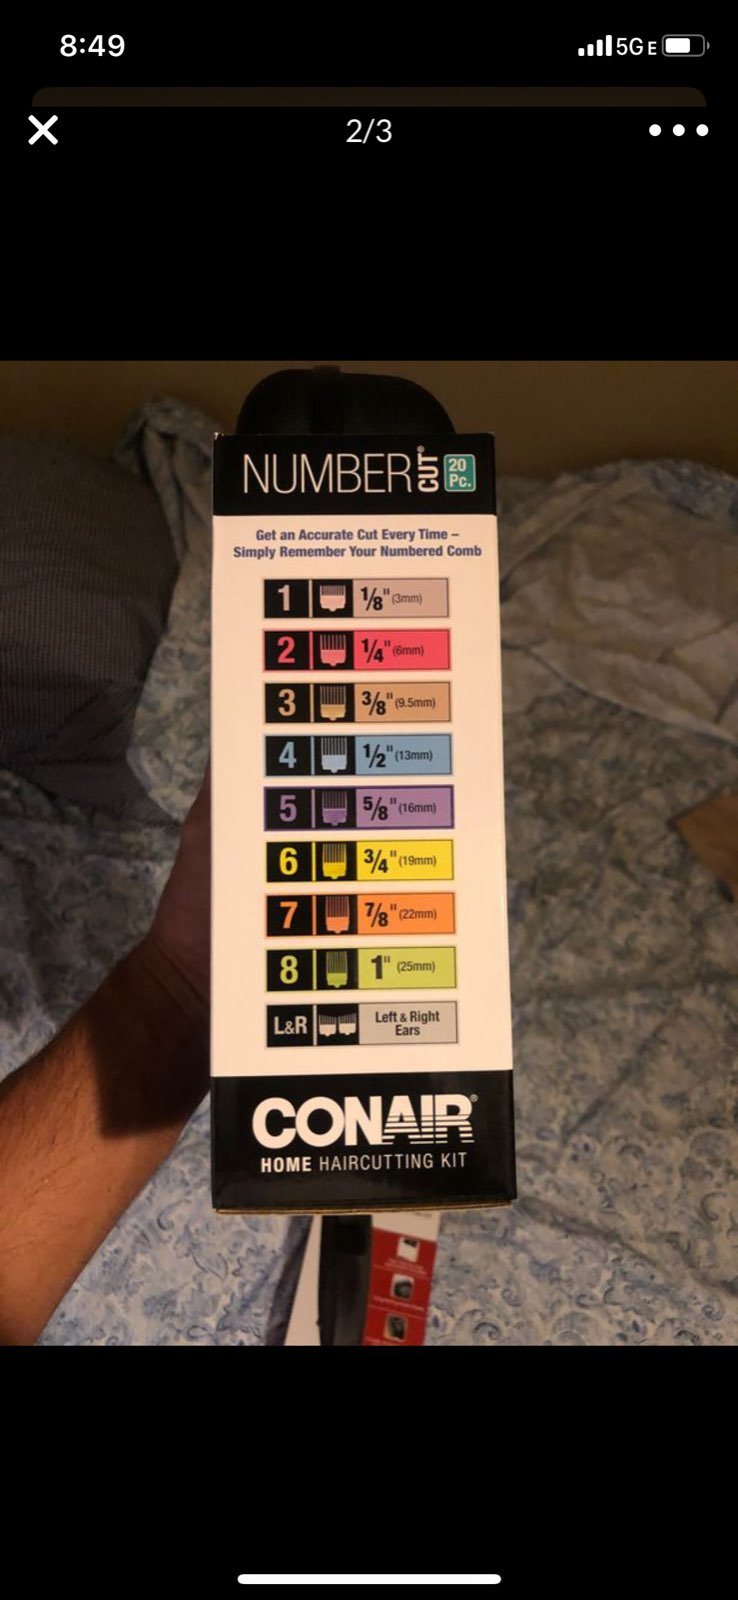 8:49
5GE
2/3
NUMBER CUT® 20 Pc.
Get an Accurate Cut Every Time –
Simply Remember Your Numbered Comb
1 1/8" (3mm)
2 1/4" (6mm)
3 3/8" (9.5mm)
4 1/2" (13mm)
5 5/8" (16mm)
6 3/4" (19mm)
7 7/8" (22mm)
8 1" (25mm)
L&R Left & Right
Ears
CONAIR®
HOME HAIRCUTTING KIT